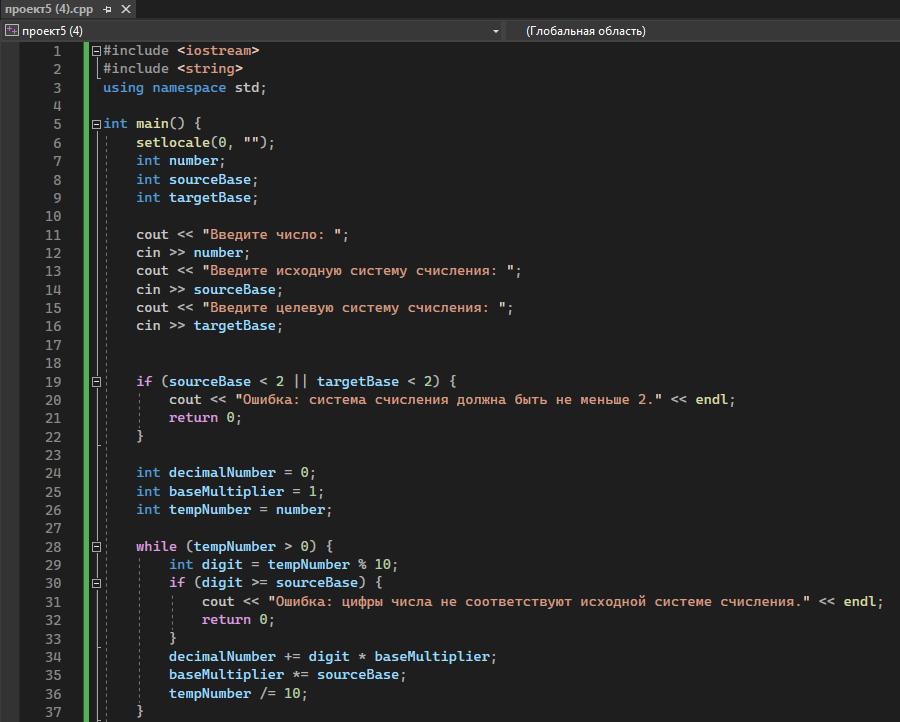 проект5 (4).cpp
проект5 (4) (Глобальная область)
1 #include <iostream>
2 #include <string>
3 using namespace std;
4
5 int main() {
6 setlocale(0, "");
7 int number;
8 int sourceBase;
9 int targetBase;
10
11 cout << "Введите число: ";
12 cin >> number;
13 cout << "Введите исходную систему счисления: ";
14 cin >> sourceBase;
15 cout << "Введите целевую систему счисления: ";
16 cin >> targetBase;
17
18
19 if (sourceBase < 2 || targetBase < 2) {
20 cout << "Ошибка: система счисления должна быть не меньше 2." << endl;
21 return 0;
22 }
23
24 int decimalNumber = 0;
25 int baseMultiplier = 1;
26 int tempNumber = number;
27
28 while (tempNumber > 0) {
29 int digit = tempNumber % 10;
30 if (digit >= sourceBase) {
31 cout << "Ошибка: цифры числа не соответствуют исходной системе счисления." << endl;
32 return 0;
33 }
34 decimalNumber += digit * baseMultiplier;
35 baseMultiplier *= sourceBase;
36 tempNumber /= 10;
37 }